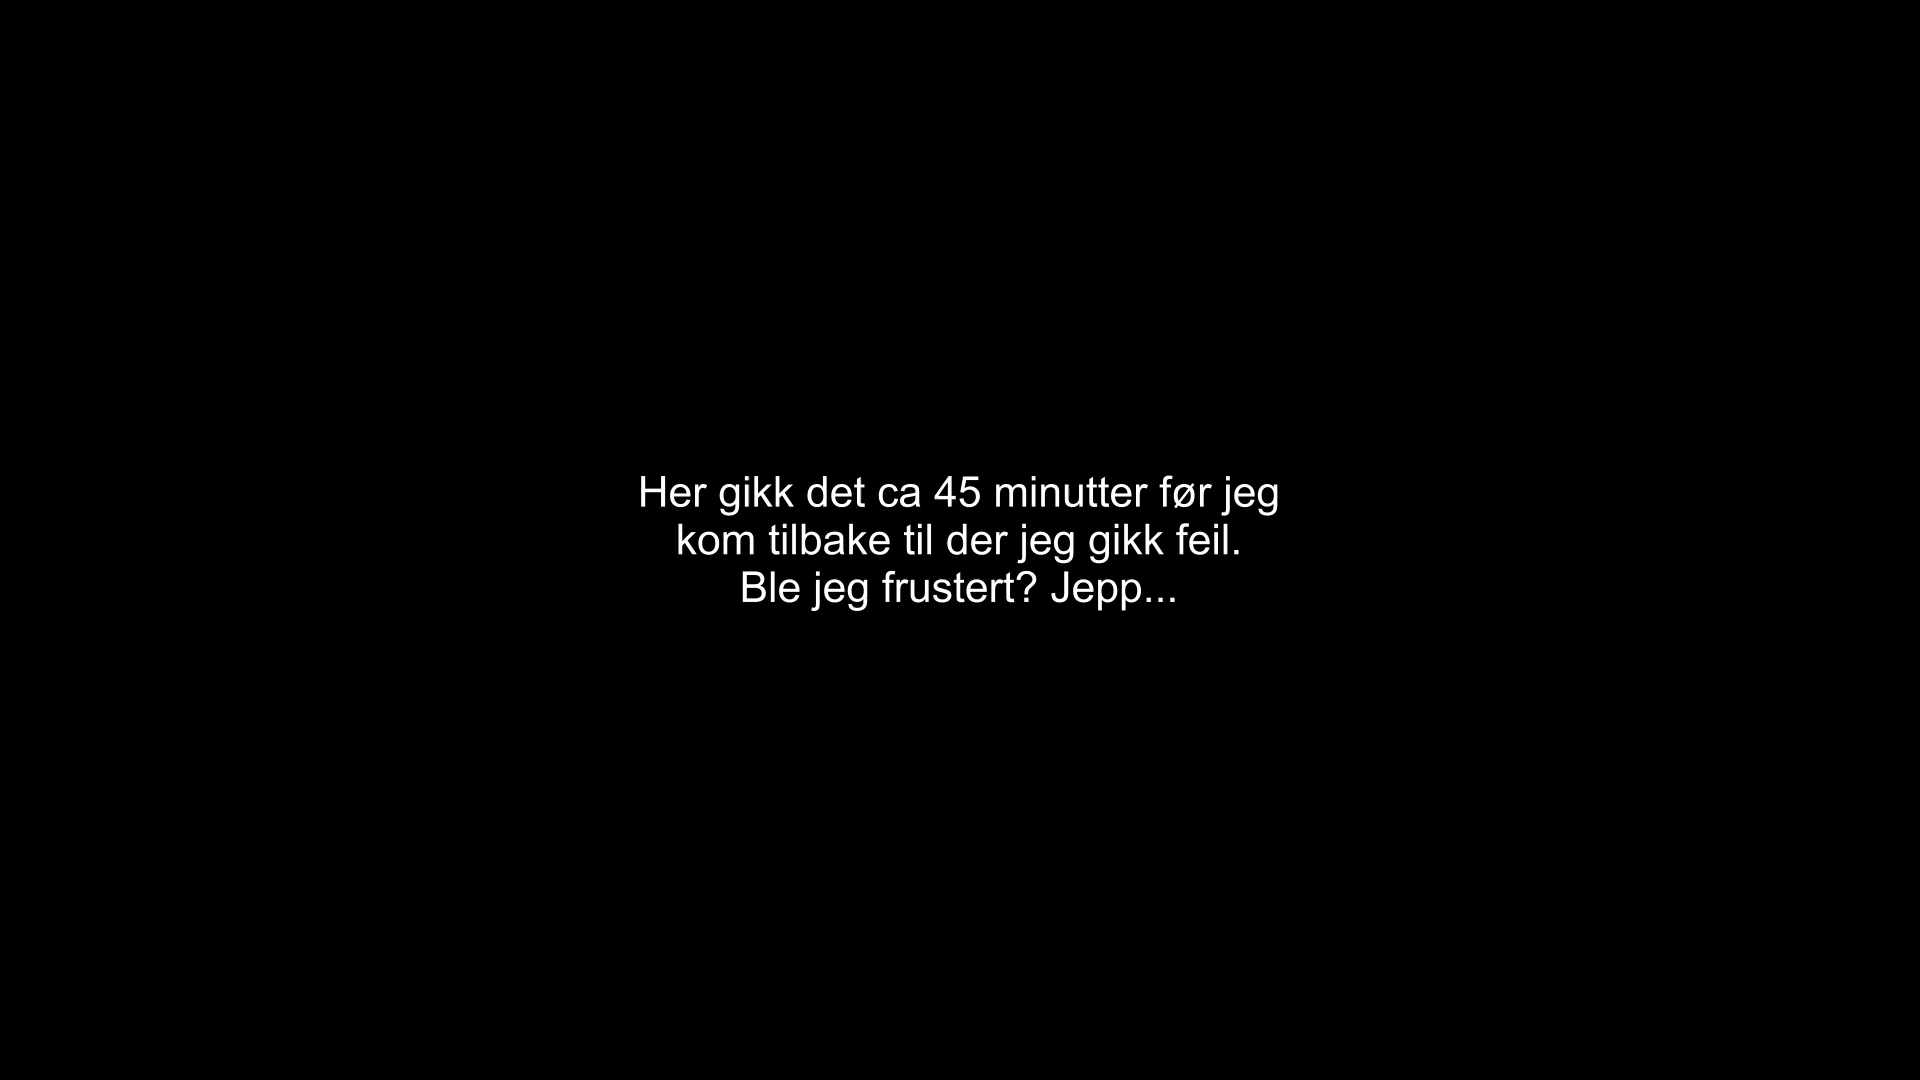 Her gikk det ca 45 minutter før jeg
kom tilbake til der jeg gikk feil.
Ble jeg frustert? Jepp...